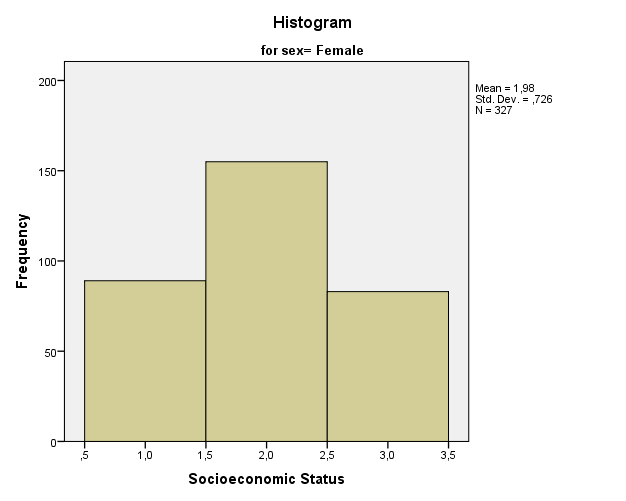 Histogram
for sex= Female
Mean = 1,98
Std. Dev. = ,726
N = 327
200
150
100
50
0
Frequency
,5 1,0 1,5 2,0 2,5 3,0 3,5
Socioeconomic Status